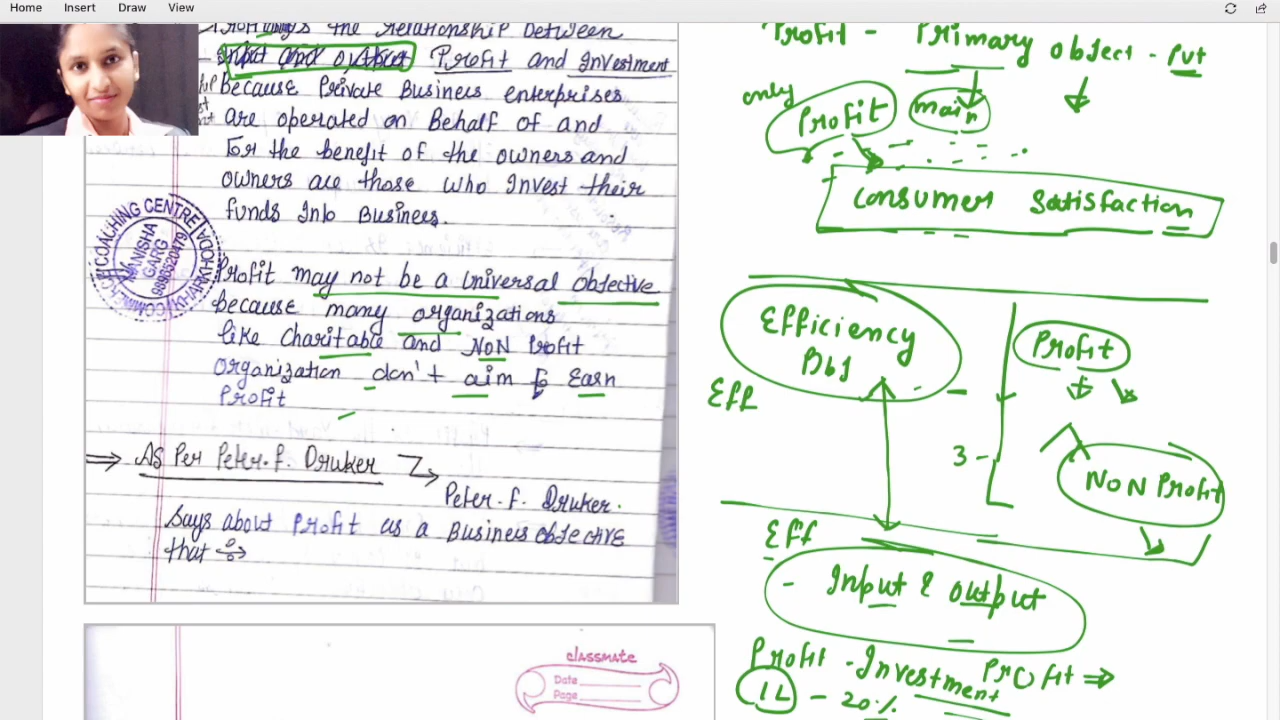 Home Insert Draw View
the Relationship between
Input and output Profit and Investment
Because Private Business enterprises
are operated on Behalf of and
For the benefit of the owners and
owners are those who Invest their
funds Into Business.
Profit may not be a universal objective
because many organizations
like Charitable and NON Profit
organization don't aim to Earn
Profit
⇒ As Per Peter. f. Druker
Peter. f. Druker.
Says about Profit as a Business objective
that
COACHING CENTRE
MANISHA
GARG
classmate
Date
Page
Profit - Primary object - Pvt
only Profit main
Consumer Satisfaction
Efficiency
Obj
Eff
Profit
3 -
NON Profit
Eff
- Input & output
Profit - Investment Profit ⇒
1L - 20%